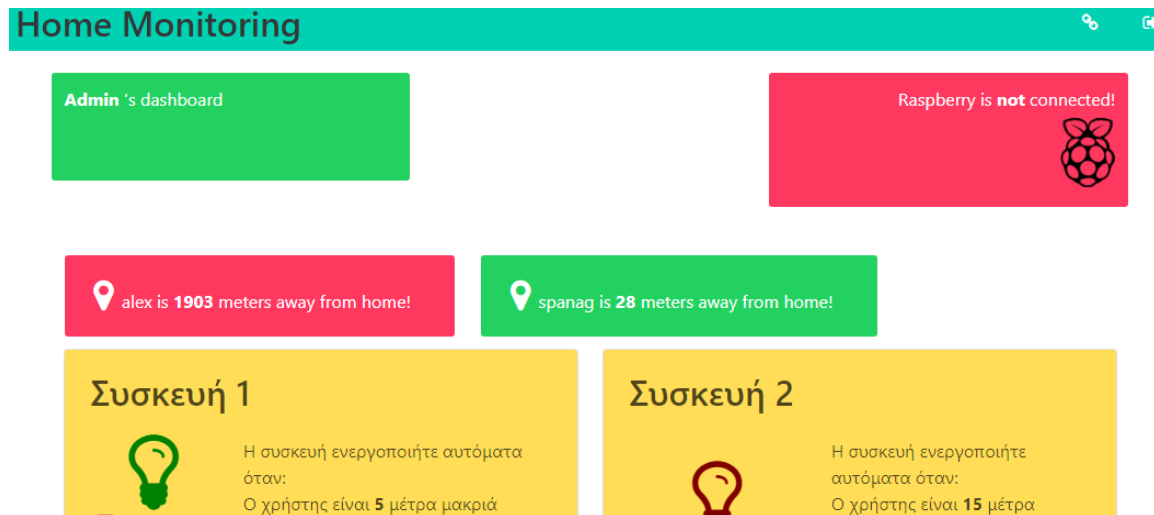 Home Monitoring
Admin 's dashboard
Raspberry is not connected!
alex is 1903 meters away from home!
spanag is 28 meters away from home!
Συσκευή 1
Η συσκευή ενεργοποιήτε αυτόματα
όταν:
Ο χρήστης είναι 5 μέτρα μακριά
Συσκευή 2
Η συσκευή ενεργοποιήτε
αυτόματα όταν:
Ο χρήστης είναι 15 μέτρα